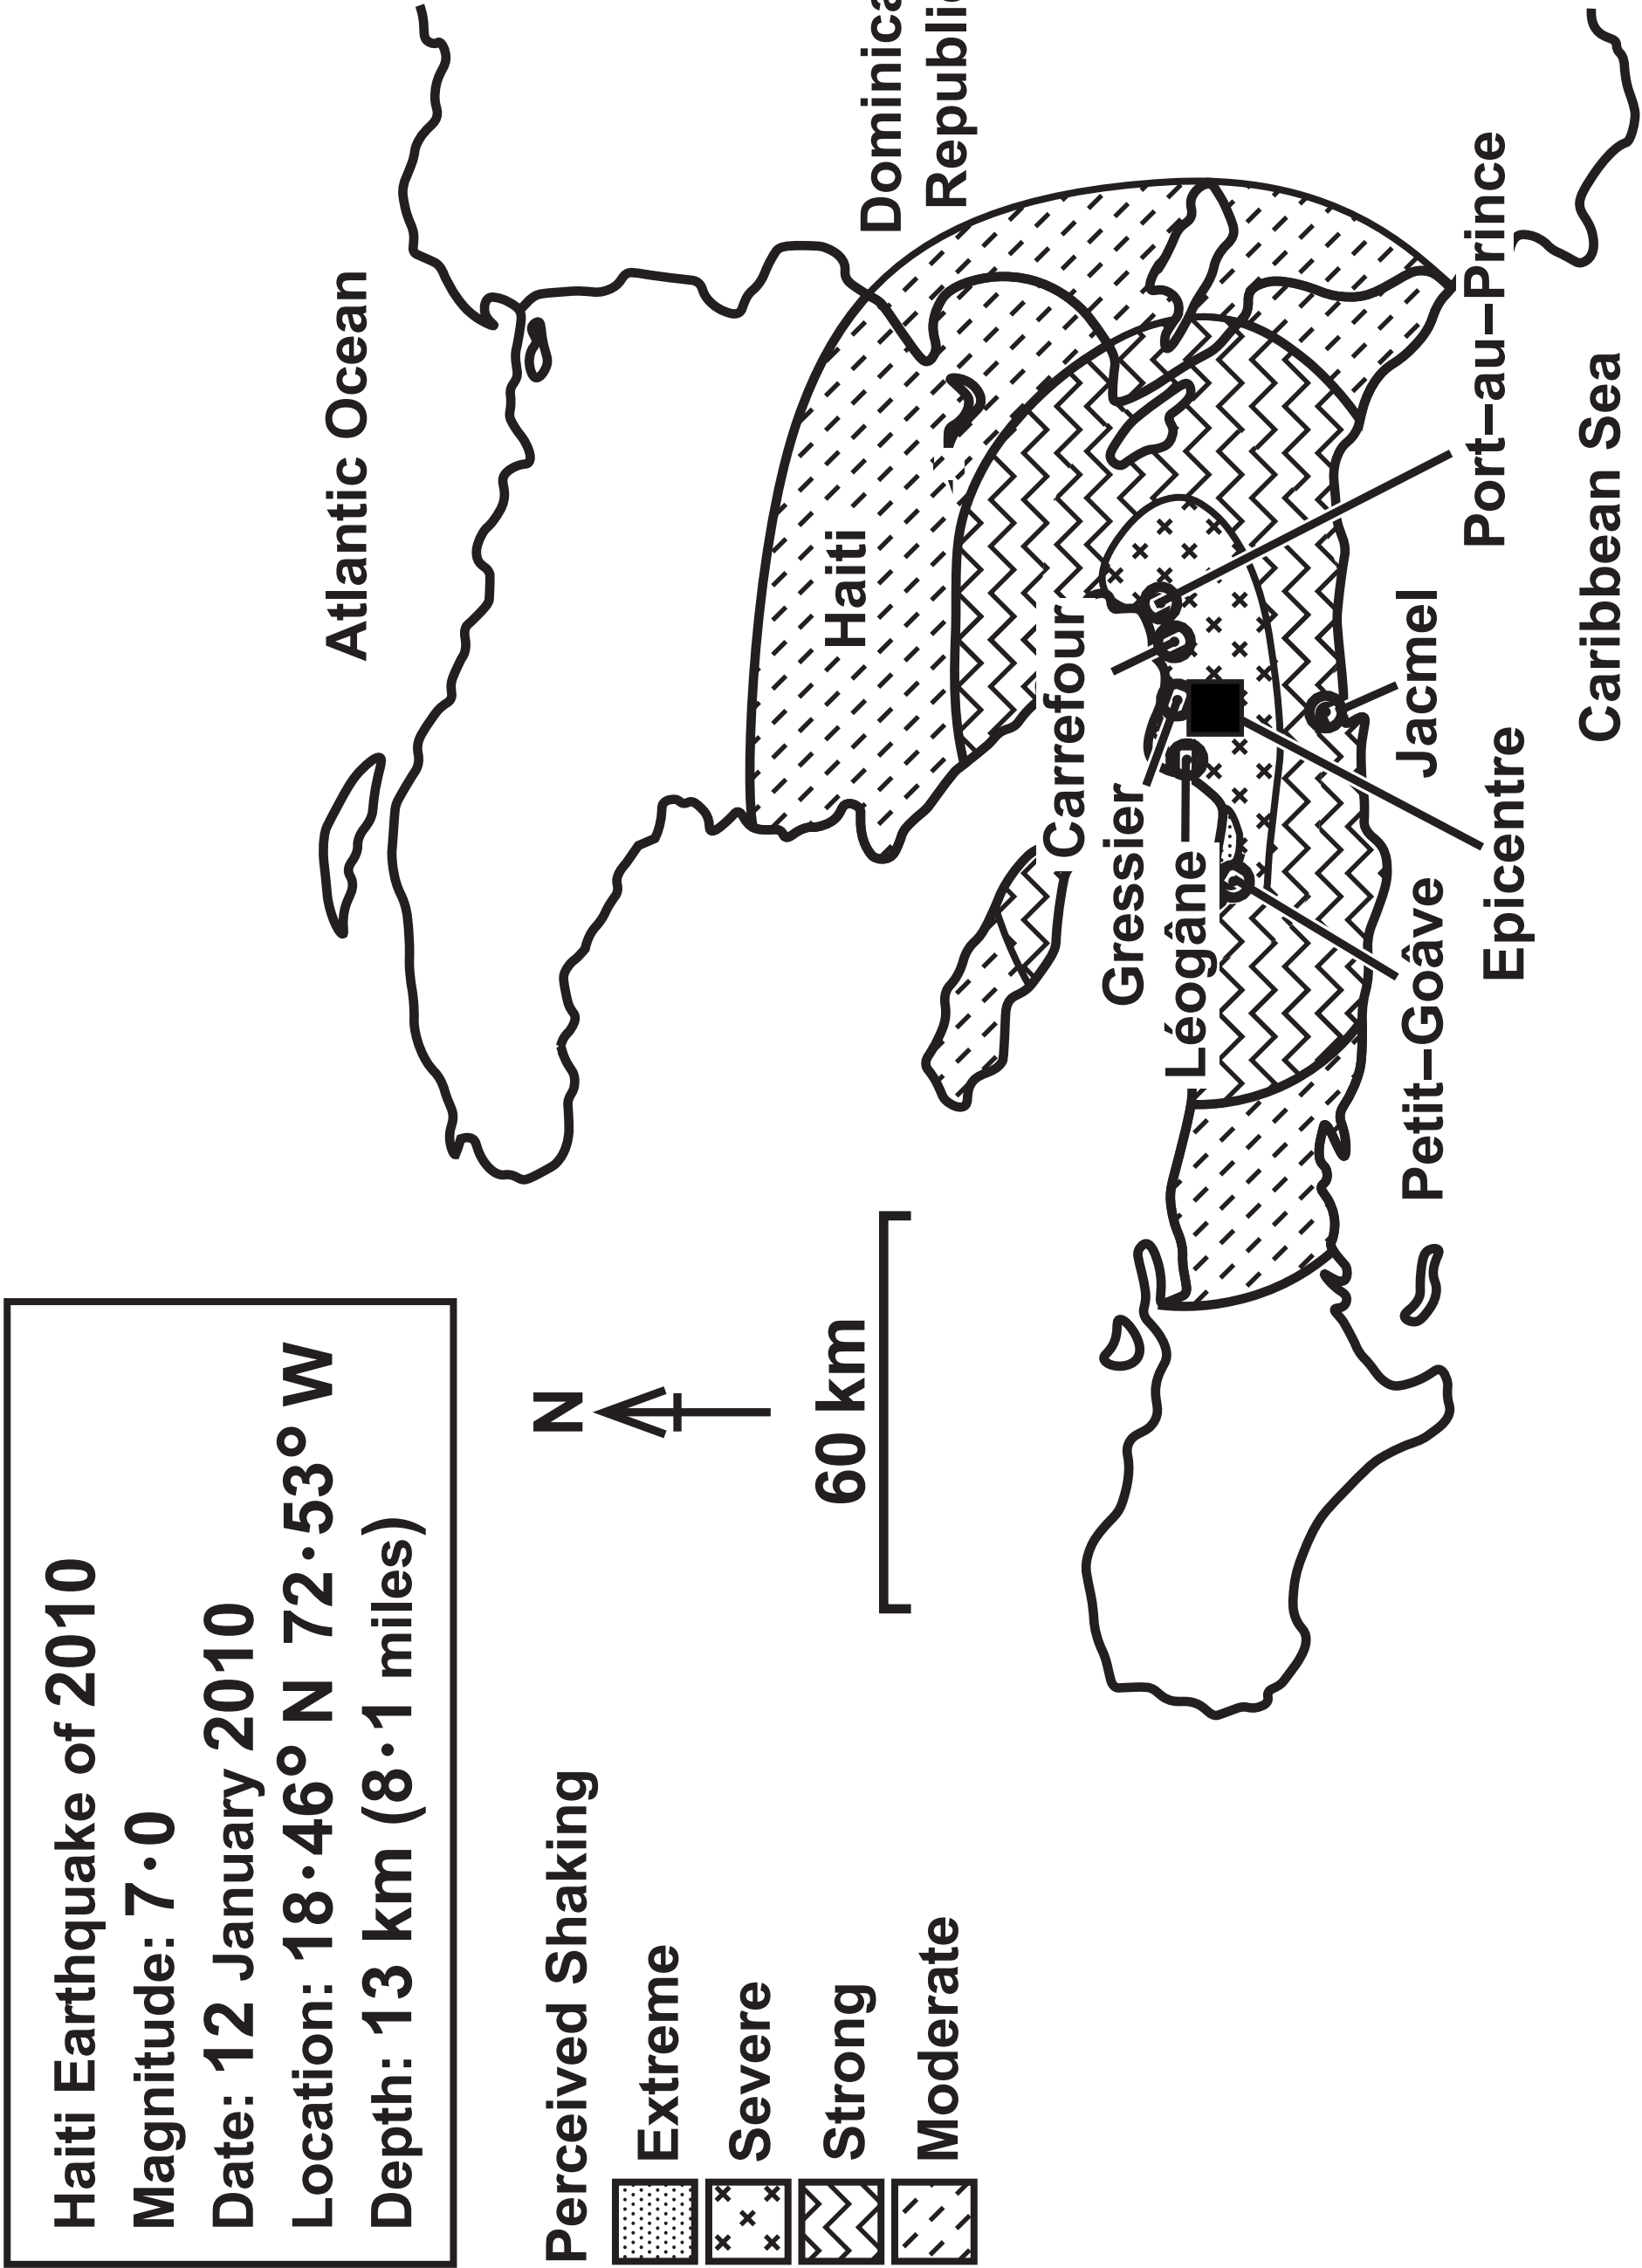 Haiti Earthquake of 2010
Magnitude: 7·0
Date: 12 January 2010
Location: 18·46° N 72·53° W
Depth: 13 km (8·1 miles)
Perceived Shaking
Extreme
Severe
Strong
Moderate
N
60 km
Atlantic Ocean
Haiti
Dominica
Republic
Carrefour
Gressier
Léogâne
Petit–Goâve
Epicentre
Jacmel
Port–au–Prince
Caribbean Sea